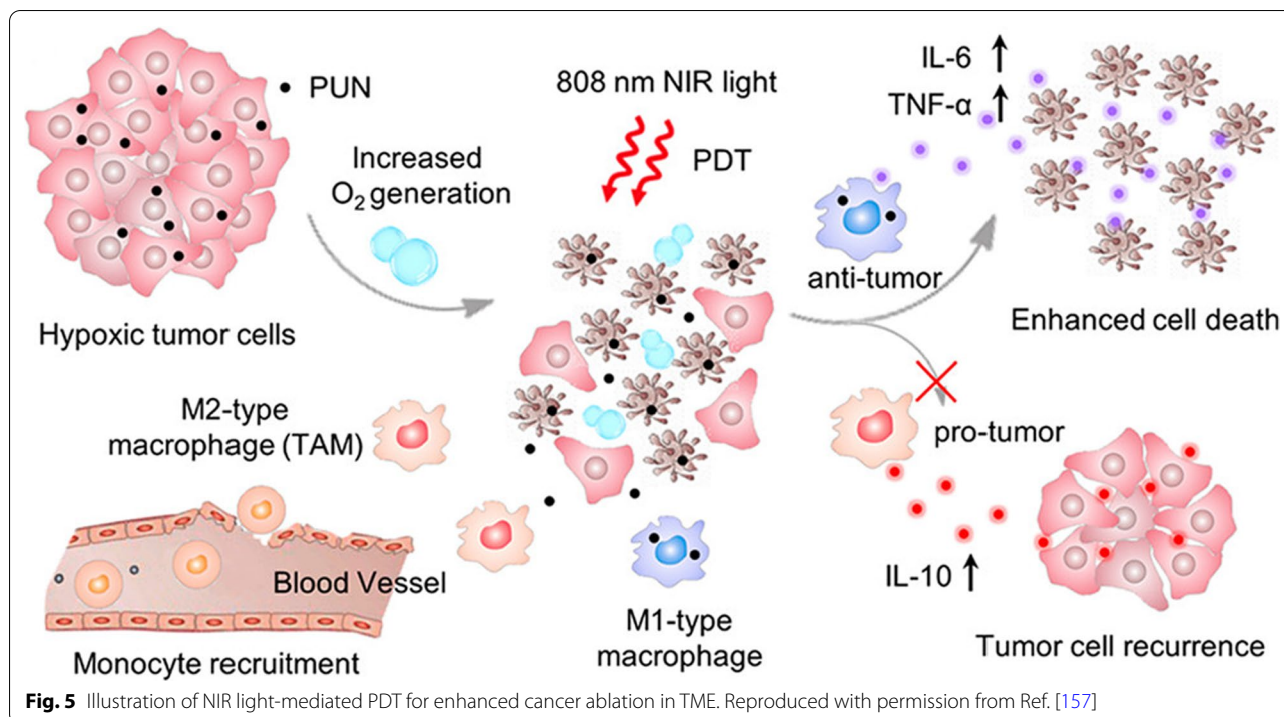 PUN
Increased
O₂ generation
Hypoxic tumor cells
808 nm NIR light
PDT
IL-6 ↑
TNF-α ↑
anti-tumor
Enhanced cell death
M2-type
macrophage (TAM)
pro-tumor
Blood Vessel
Monocyte recruitment
M1-type
macrophage
IL-10 ↑
Tumor cell recurrence
Fig. 5 Illustration of NIR light-mediated PDT for enhanced cancer ablation in TME. Reproduced with permission from Ref. [157]